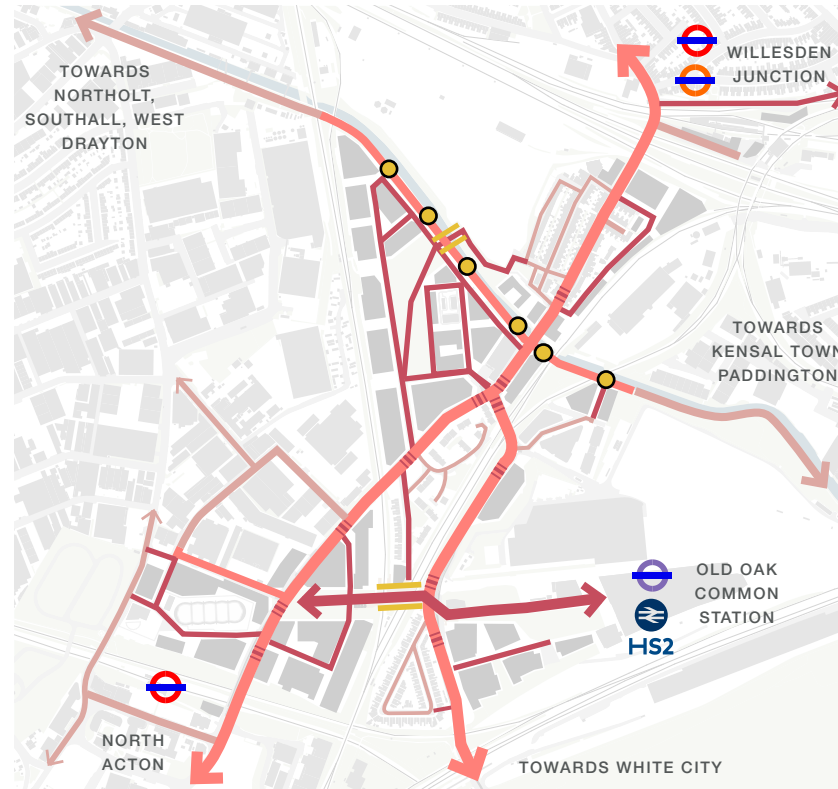 TOWARDS
NORTHOLT,
SOUTHALL, WEST
DRAYTON
WILLESDEN
JUNCTION
TOWARDS
KENSAL TOWN
PADDINGTON
OLD OAK
COMMON
STATION
HS2
NORTH
ACTON
TOWARDS WHITE CITY